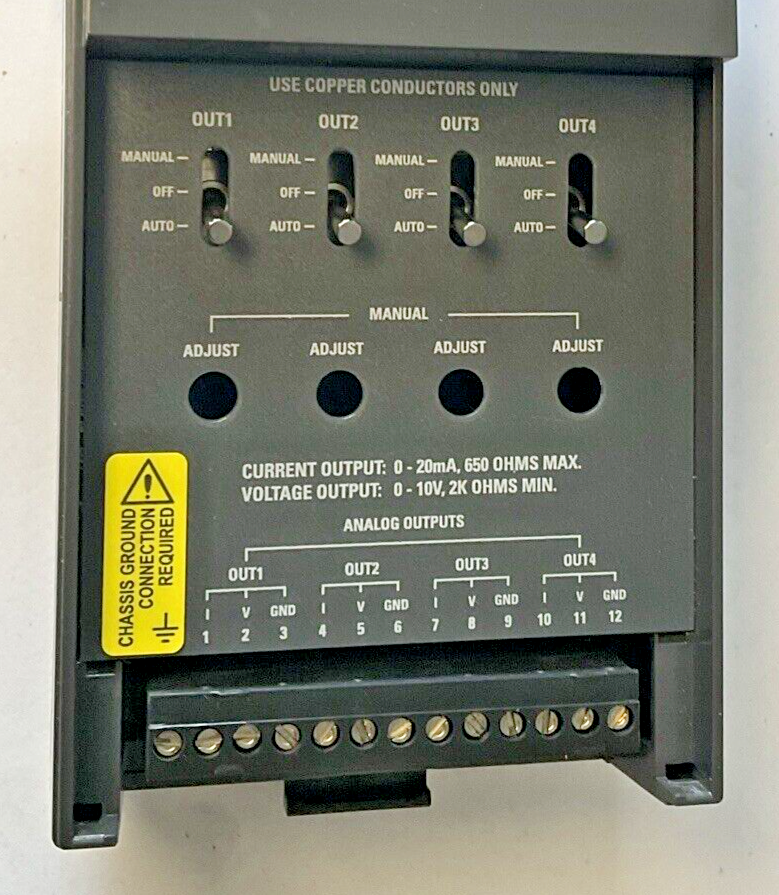 USE COPPER CONDUCTORS ONLY
OUT1 OUT2 OUT3 OUT4
MANUAL MANUAL MANUAL MANUAL
OFF OFF OFF OFF
AUTO AUTO AUTO AUTO
MANUAL
ADJUST ADJUST ADJUST ADJUST
CURRENT OUTPUT: 0 - 20mA, 650 OHMS MAX.
VOLTAGE OUTPUT: 0 - 10V, 2K OHMS MIN.
ANALOG OUTPUTS
OUT1 OUT2 OUT3 OUT4
I V GND I V GND I V GND I V GND
1 2 3 4 5 6 7 8 9 10 11 12
CHASSIS GROUND
CONNECTION
REQUIRED